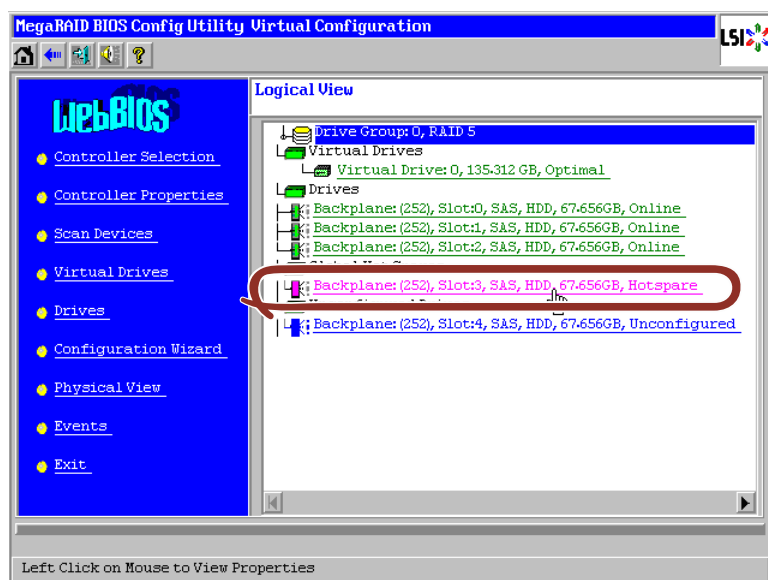 MegaRAID BIOS Config Utility Virtual Configuration
LSI
WebBIOS
Controller Selection
Controller Properties
Scan Devices
Virtual Drives
Drives
Configuration Wizard
Physical View
Events
Exit
Logical View
Drive Group: 0, RAID 5
Virtual Drives
Virtual Drive: 0, 135.312 GB, Optimal
Drives
Backplane: (252), Slot:0, SAS, HDD, 67.656GB, Online
Backplane: (252), Slot:1, SAS, HDD, 67.656GB, Online
Backplane: (252), Slot:2, SAS, HDD, 67.656GB, Online
Backplane: (252), Slot:3, SAS, HDD, 67.656GB, Hotspare
Backplane: (252), Slot:4, SAS, HDD, 67.656GB, Unconfigured
Left Click on Mouse to View Properties